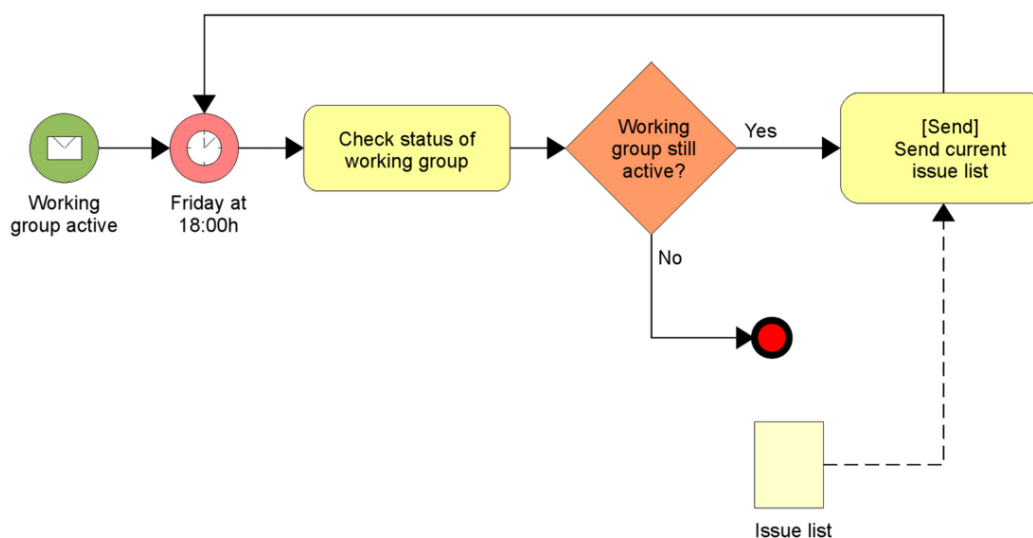 Working
group active
Friday at
18:00h
Check status of
working group
Working
group still
active?
Yes
No
[Send]
Send current
issue list
Issue list